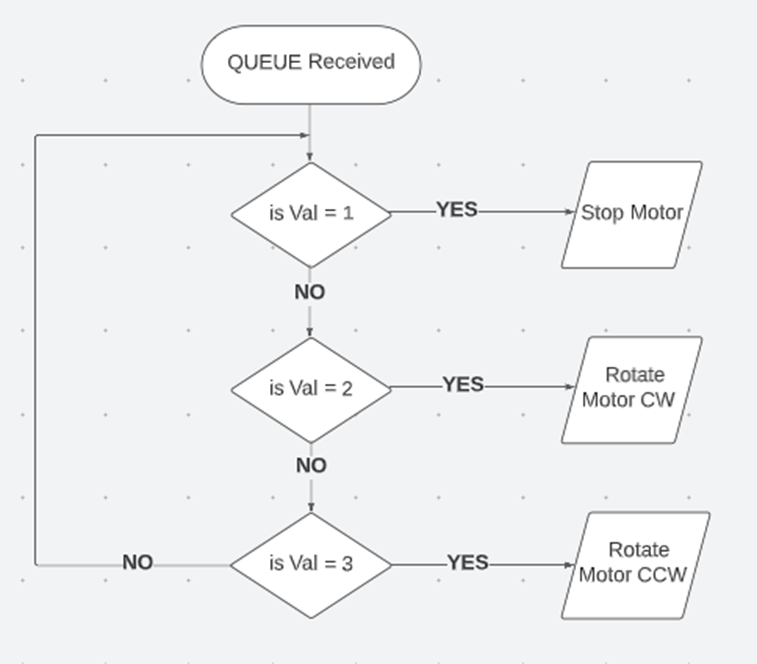 QUEUE Received
is Val = 1
YES
Stop Motor
NO
is Val = 2
YES
Rotate
Motor CW
NO
is Val = 3
YES
Rotate
Motor CCW
NO